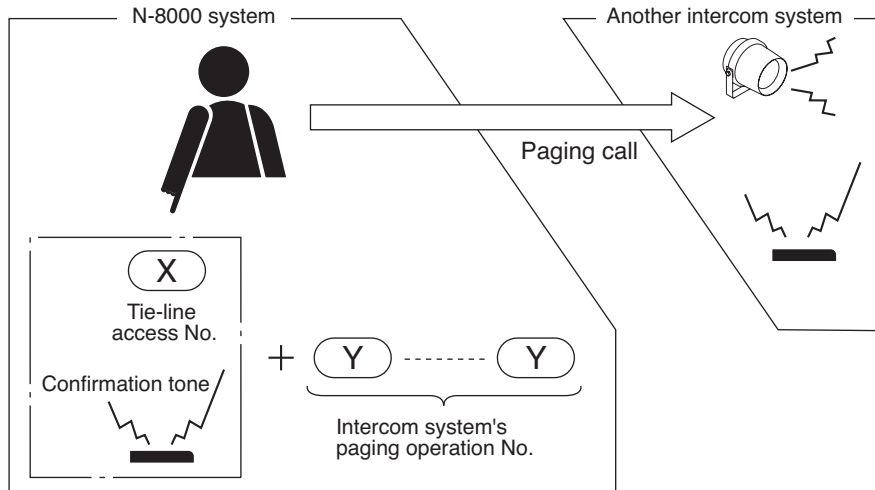 N-8000 system
Another intercom system
Paging call
X
Tie-line
access No.
+ Y -------- Y
Confirmation tone
Intercom system's
paging operation No.